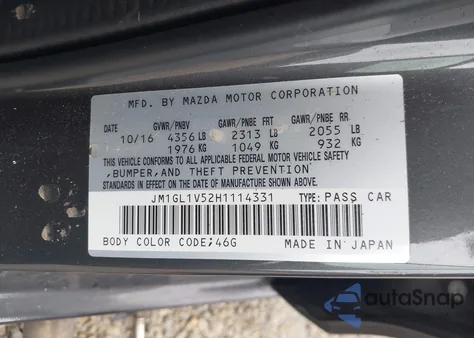 MFD. BY MAZDA MOTOR CORPORATION
GVWR/PNBV GAWR/PNBE FRT GAWR/PNBE RR
10/16 4356 LB 2313 LB 2055 LB
1976 KG 1049 KG 932 KG
THIS VEHICLE CONFORMS TO ALL APPLICABLE FEDERAL MOTOR VEHICLE SAFETY
,BUMPER,AND THEFT PREVENTION
STANDARDS IN EFFECT ON THE DATE OF MANUFACTURE SHOWN ABOVE.
JM1GL1V52H1114331 TYPE: PASS CAR
BODY COLOR CODE;46G MADE IN JAPAN
autoSnap